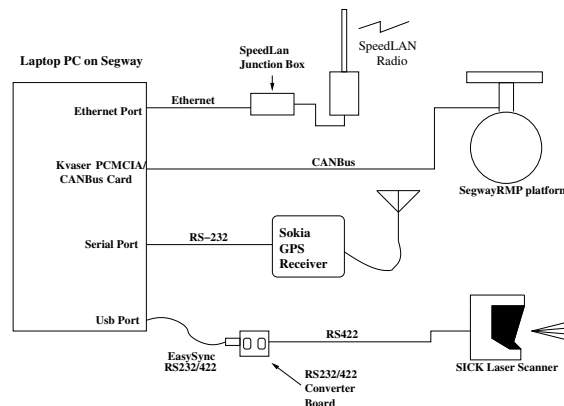 SpeedLan
Junction Box
SpeedLAN
Radio
Laptop PC on Segway
Ethernet Port
Ethernet
Kvaser PCMCIA/
CANBus Card
CANBus
SegwayRMP platform
Serial Port
RS-232
Sokia
GPS
Receiver
Usb Port
EasySync
RS232/422
RS422
RS232/422
Converter
Board
SICK Laser Scanner